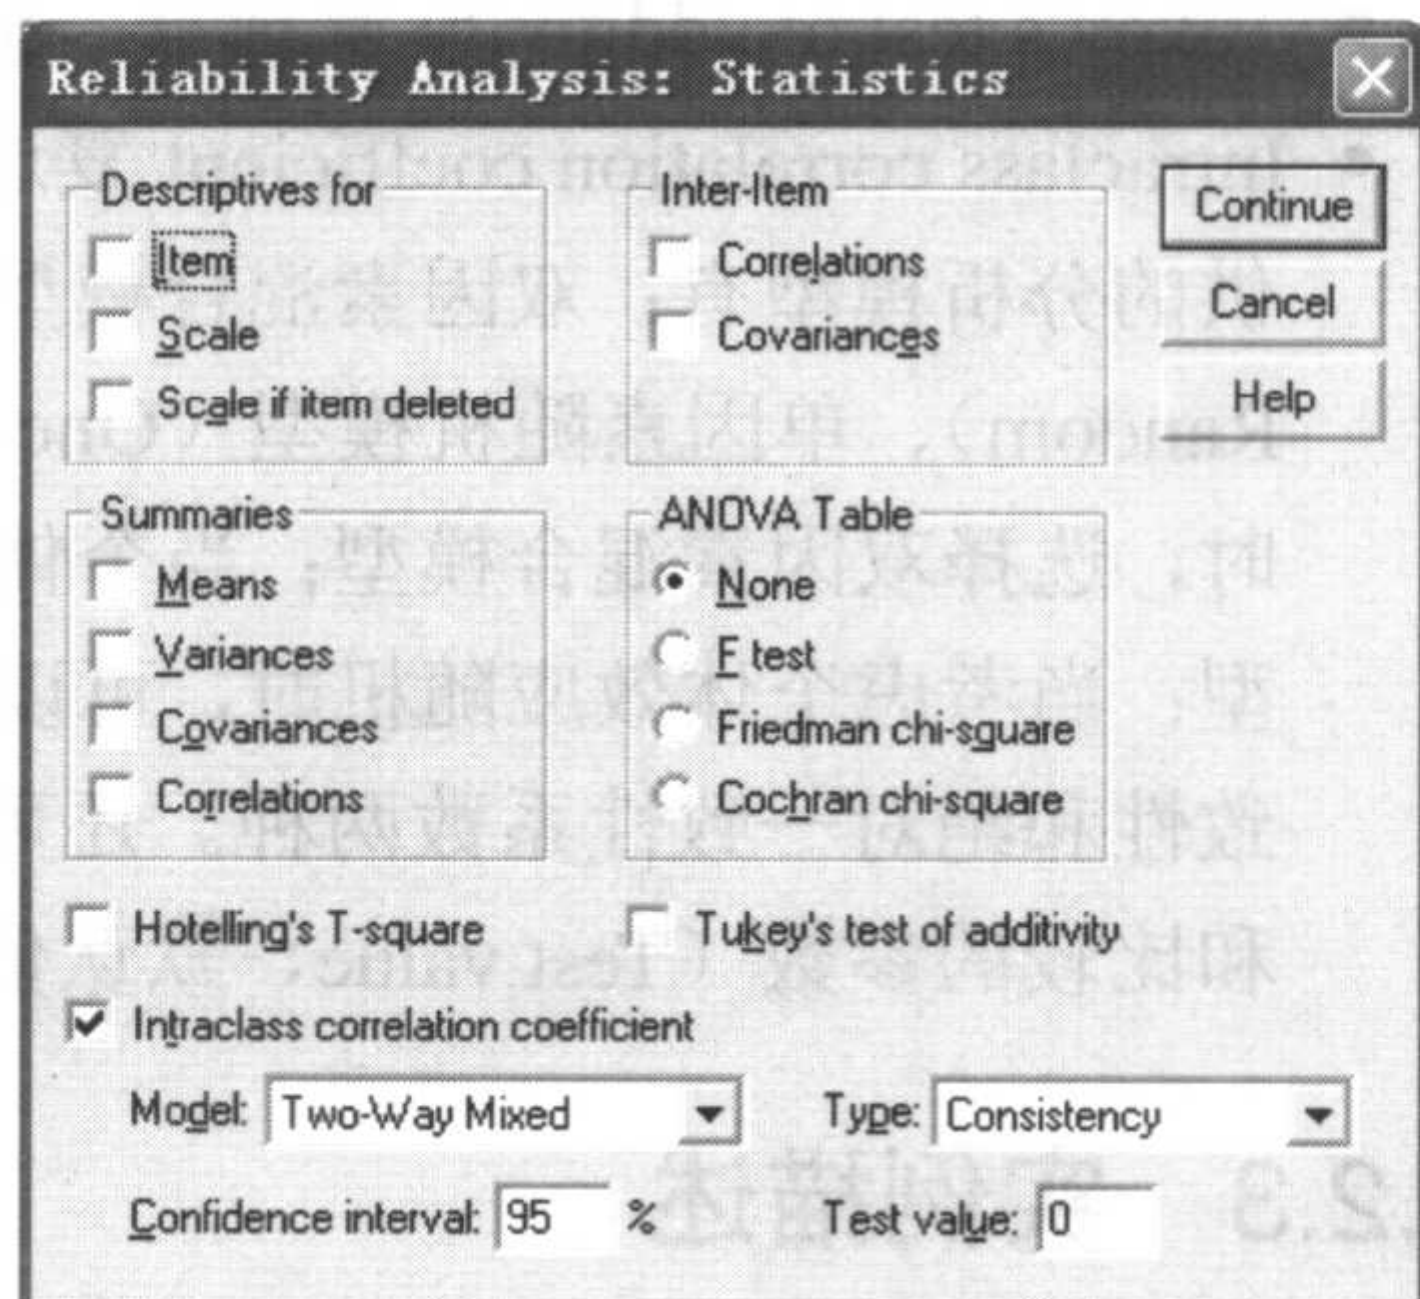 Reliability Analysis: Statistics
Descriptives for
Item
Scale
Scale if item deleted
Inter-Item
Correlations
Covariances
Continue
Cancel
Help
Summaries
Means
Variances
Covariances
Correlations
ANOVA Table
None
F test
Friedman chi-sguare
Cochran chi-square
Hotelling's T-square
Tukey's test of additivity
Intraclass correlation coefficient
Model: Two-Way Mixed
Type: Consistency
Confidence interval: 95 %
Test value: 0